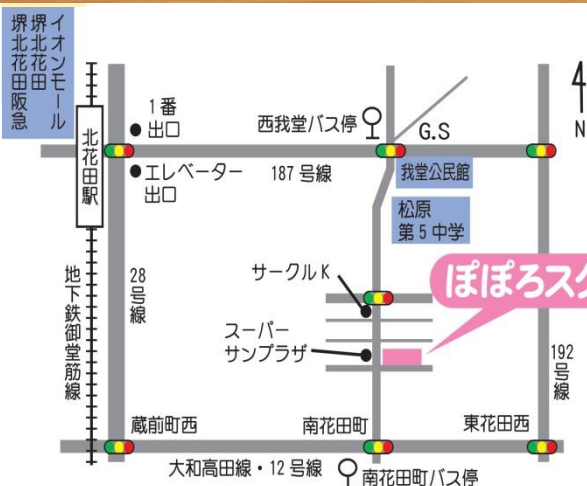 イオンモール
堺北花田
堺北花田阪急
北花田駅
1番
出口
エレベーター
出口
西我堂バス停
G.S
N
187号線
我堂公民館
松原
第5中学
サークルK
ぽぽろスク
スーパー
サンプラザ
28号線
地下鉄御堂筋線
192号線
蔵前町西
南花田町
東花田西
大和高田線・12号線
南花田町バス停